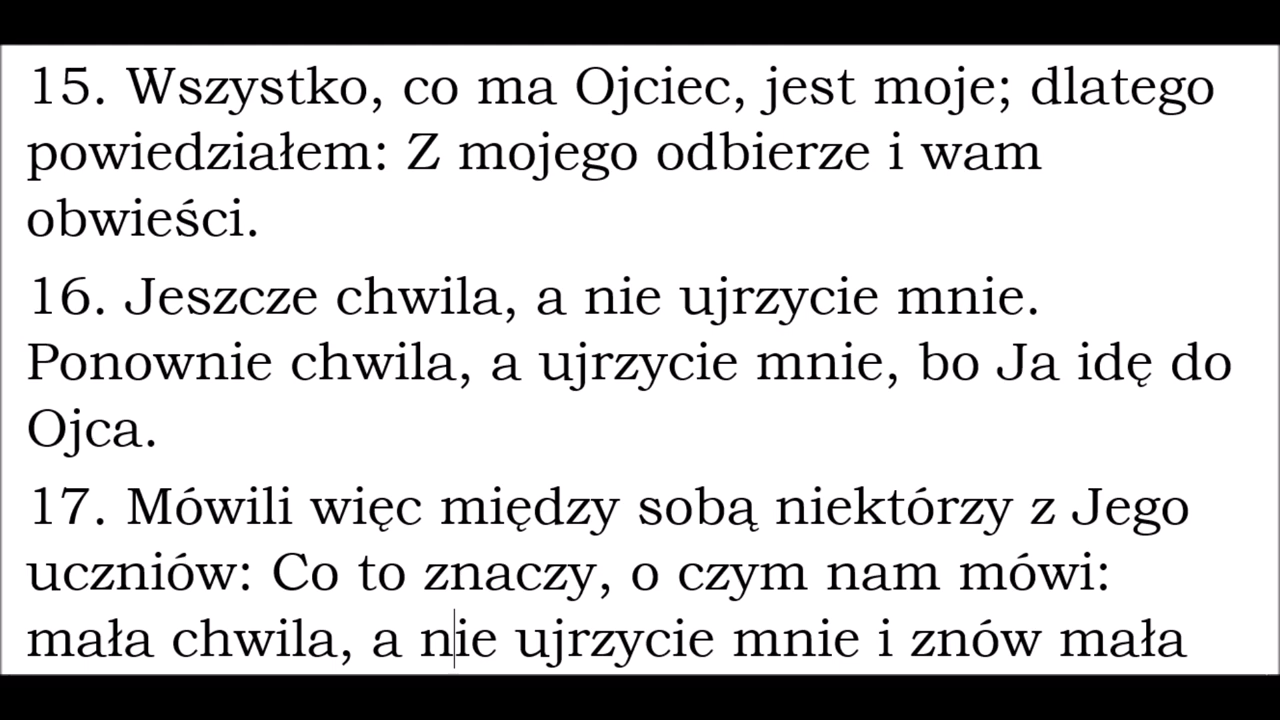 15. Wszystko, co ma Ojciec, jest moje; dlatego
powiedziałem: Z mojego odbierze i wam
obwieści.
16. Jeszcze chwila, a nie ujrzycie mnie.
Ponownie chwila, a ujrzycie mnie, bo Ja idę do
Ojca.
17. Mówili więc między sobą niektórzy z Jego
uczniów: Co to znaczy, o czym nam mówi:
mała chwila, a nie ujrzycie mnie i znów mała